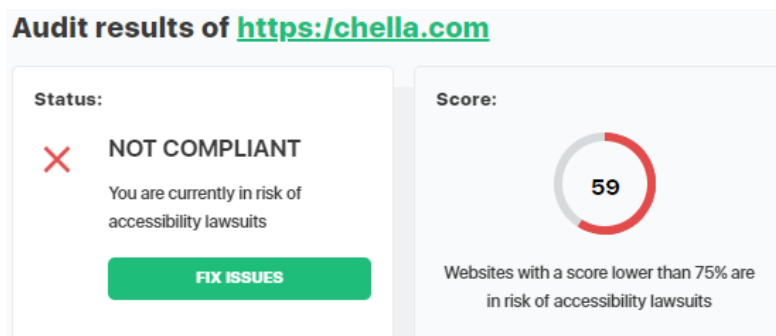 Audit results of https:/chella.com
Status:
NOT COMPLIANT
You are currently in risk of
accessibility lawsuits
FIX ISSUES
Score:
59
Websites with a score lower than 75% are
in risk of accessibility lawsuits